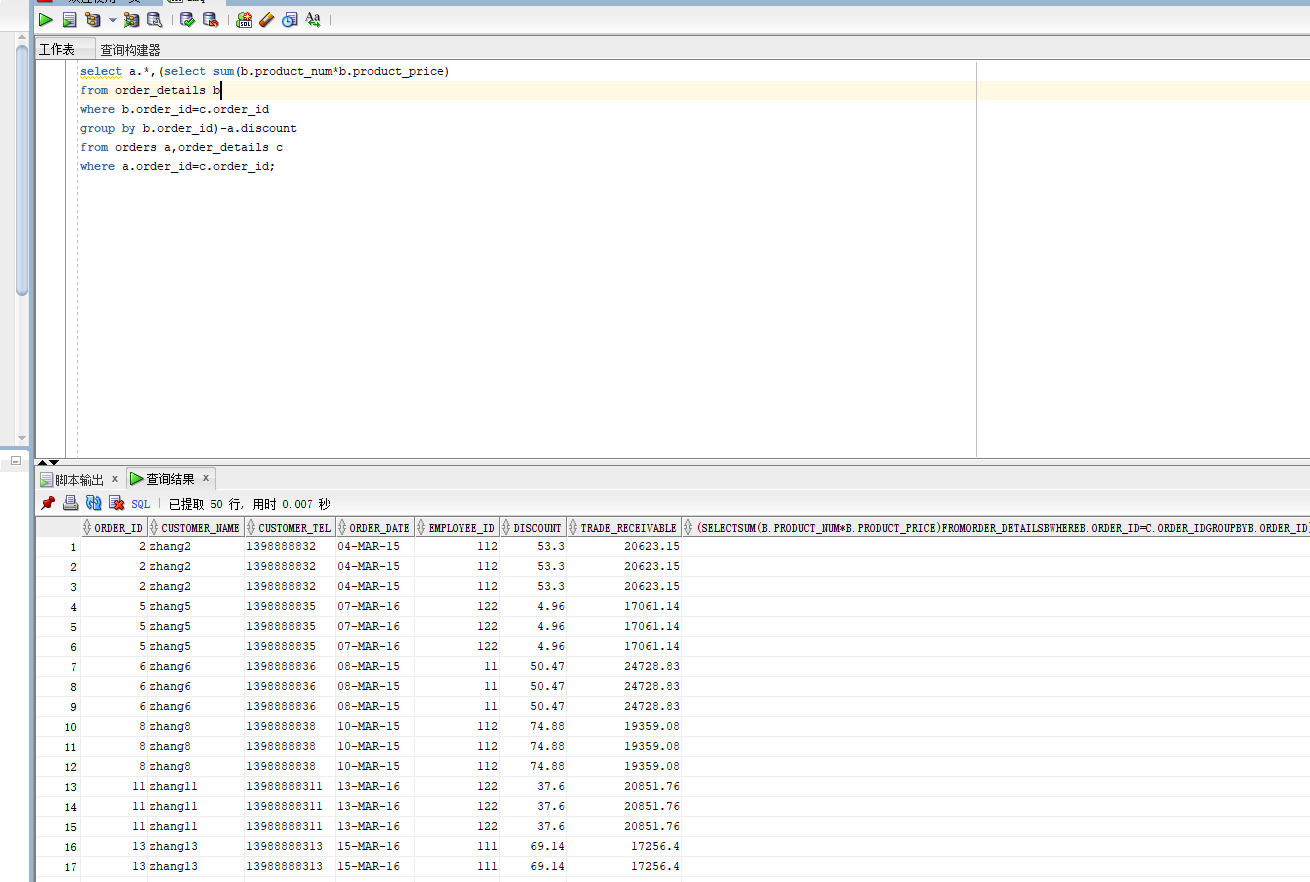 工作表 查询构建器
select a.*,(select sum(b.product_num*b.product_price)
from order_details b
where b.order_id=c.order_id
group by b.order_id)-a.discount
from orders a,order_details c
where a.order_id=c.order_id;
脚本输出 x 查询结果 x
SQL | 已提取 50 行, 用时 0.007 秒
ORDER_ID CUSTOMER_NAME CUSTOMER_TEL ORDER_DATE EMPLOYEE_ID DISCOUNT TRADE_RECEIVABLE (SELECTSUM(B.PRODUCT_NUM*B.PRODUCT_PRICE)FROMORDER_DETAILSBWHEREB.ORDER_ID=C.ORDER_IDGROUPBYB.ORDER_ID)
1 2 zhang2 1398888832 04-MAR-15 112 53.3 20623.15
2 2 zhang2 1398888832 04-MAR-15 112 53.3 20623.15
3 2 zhang2 1398888832 04-MAR-15 112 53.3 20623.15
4 5 zhang5 1398888835 07-MAR-16 122 4.96 17061.14
5 5 zhang5 1398888835 07-MAR-16 122 4.96 17061.14
6 5 zhang5 1398888835 07-MAR-16 122 4.96 17061.14
7 6 zhang6 1398888836 08-MAR-15 11 50.47 24728.83
8 6 zhang6 1398888836 08-MAR-15 11 50.47 24728.83
9 6 zhang6 1398888836 08-MAR-15 11 50.47 24728.83
10 8 zhang8 1398888838 10-MAR-15 112 74.88 19359.08
11 8 zhang8 1398888838 10-MAR-15 112 74.88 19359.08
12 8 zhang8 1398888838 10-MAR-15 112 74.88 19359.08
13 11 zhang11 13988888311 13-MAR-16 122 37.6 20851.76
14 11 zhang11 13988888311 13-MAR-16 122 37.6 20851.76
15 11 zhang11 13988888311 13-MAR-16 122 37.6 20851.76
16 13 zhang13 13988888313 15-MAR-16 111 69.14 17256.4
17 13 zhang13 13988888313 15-MAR-16 111 69.14 17256.4